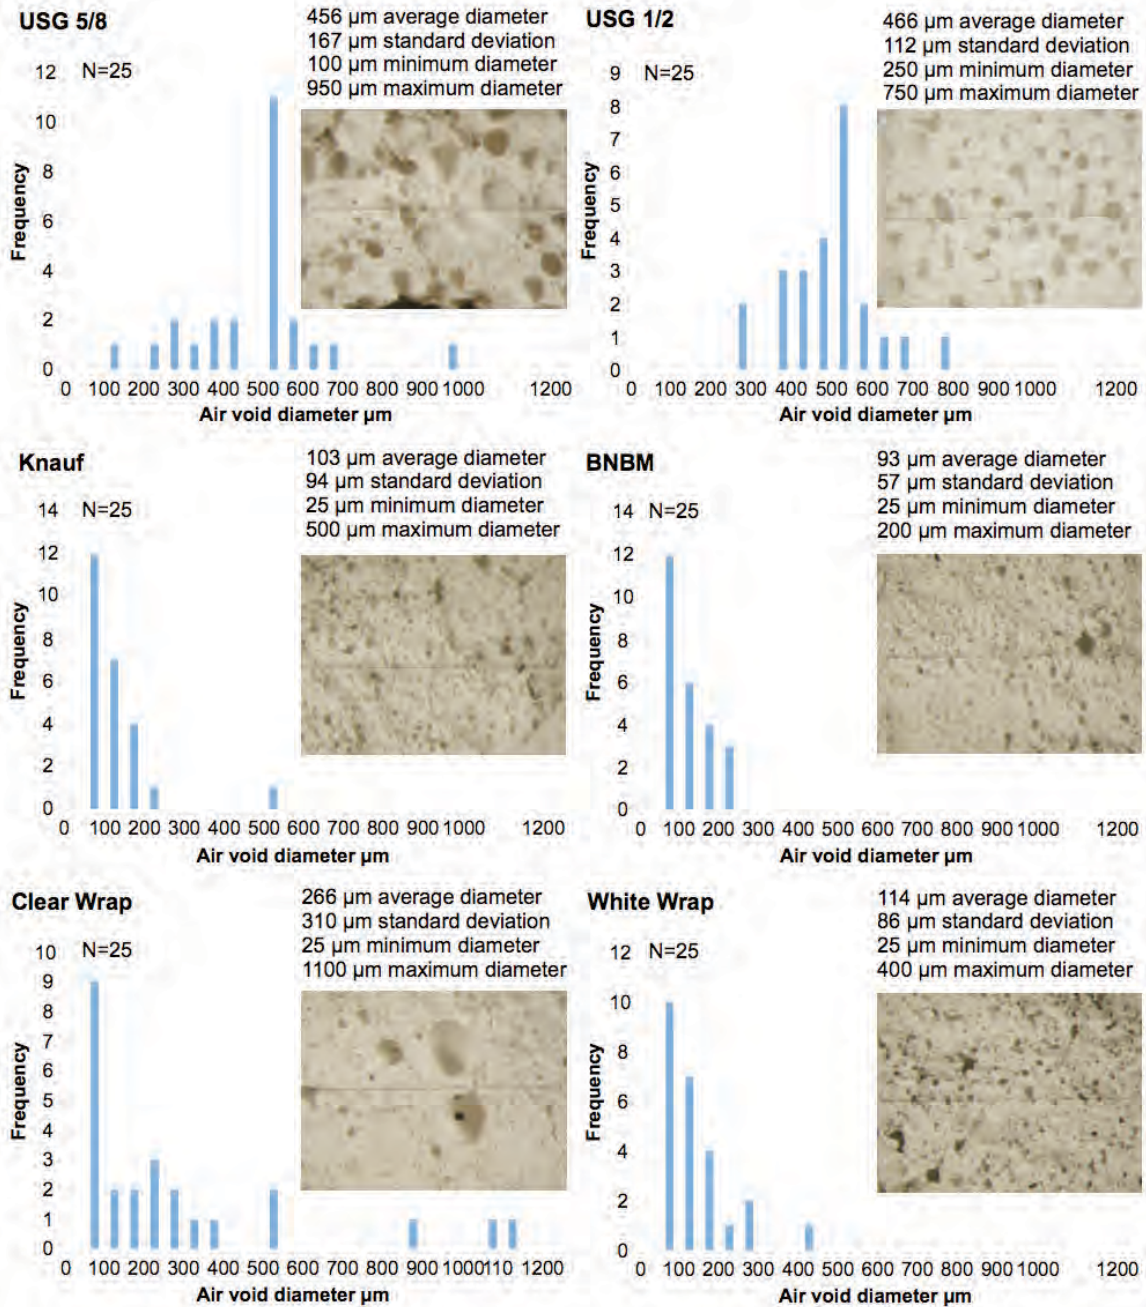 USG 5/8
456 µm average diameter
167 µm standard deviation
100 µm minimum diameter
950 µm maximum diameter
N=25
12
10
8
6
4
2
0
Frequency
0 100 200 300 400 500 600 700 800 900 1000 1200
Air void diameter µm
USG 1/2
466 µm average diameter
112 µm standard deviation
250 µm minimum diameter
750 µm maximum diameter
N=25
9
8
7
6
5
4
3
2
1
0
Frequency
0 100 200 300 400 500 600 700 800 900 1000 1200
Air void diameter µm
Knauf
103 µm average diameter
94 µm standard deviation
25 µm minimum diameter
500 µm maximum diameter
N=25
14
12
10
8
6
4
2
0
Frequency
0 100 200 300 400 500 600 700 800 900 1000 1200
Air void diameter µm
BNBM
93 µm average diameter
57 µm standard deviation
25 µm minimum diameter
200 µm maximum diameter
N=25
14
12
10
8
6
4
2
0
Frequency
0 100 200 300 400 500 600 700 800 900 1000 1200
Air void diameter µm
Clear Wrap
266 µm average diameter
310 µm standard deviation
25 µm minimum diameter
1100 µm maximum diameter
N=25
10
9
8
7
6
5
4
3
2
1
0
Frequency
0 100 200 300 400 500 600 700 800 900 1000 110 1200
Air void diameter µm
White Wrap
114 µm average diameter
86 µm standard deviation
25 µm minimum diameter
400 µm maximum diameter
N=25
12
10
8
6
4
2
0
Frequency
0 100 200 300 400 500 600 700 800 900 1000 1200
Air void diameter µm